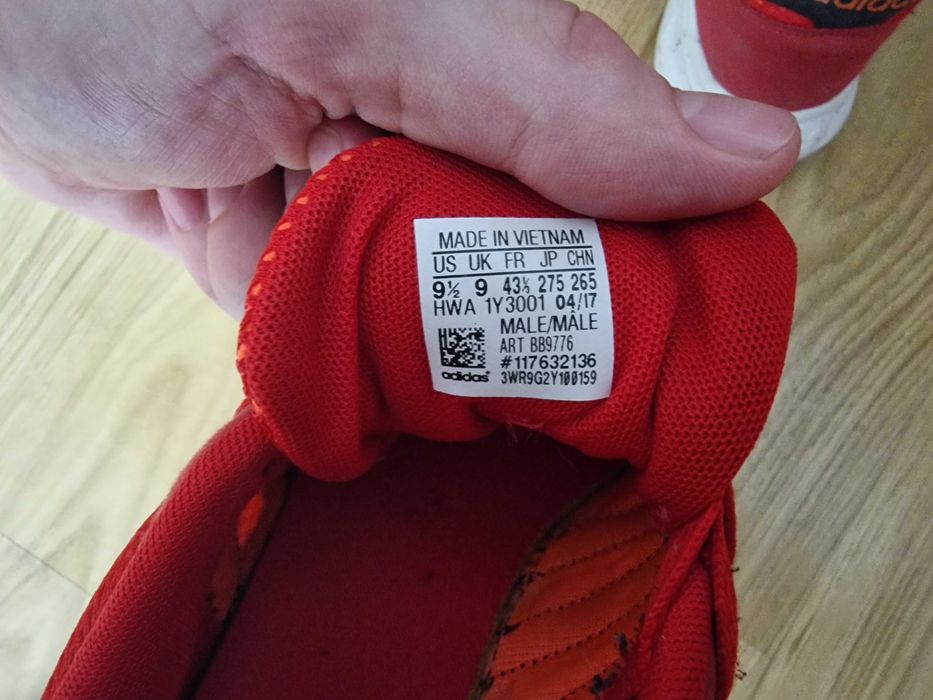 adidas
MADE IN VIETNAM
US UK FR JP CHN
9½ 9 43⅓ 275 265
HWA 1Y3001 04/17
MALE/MÂLE
ART BB9776
#117632136
adidas® 3WR9G2Y100159